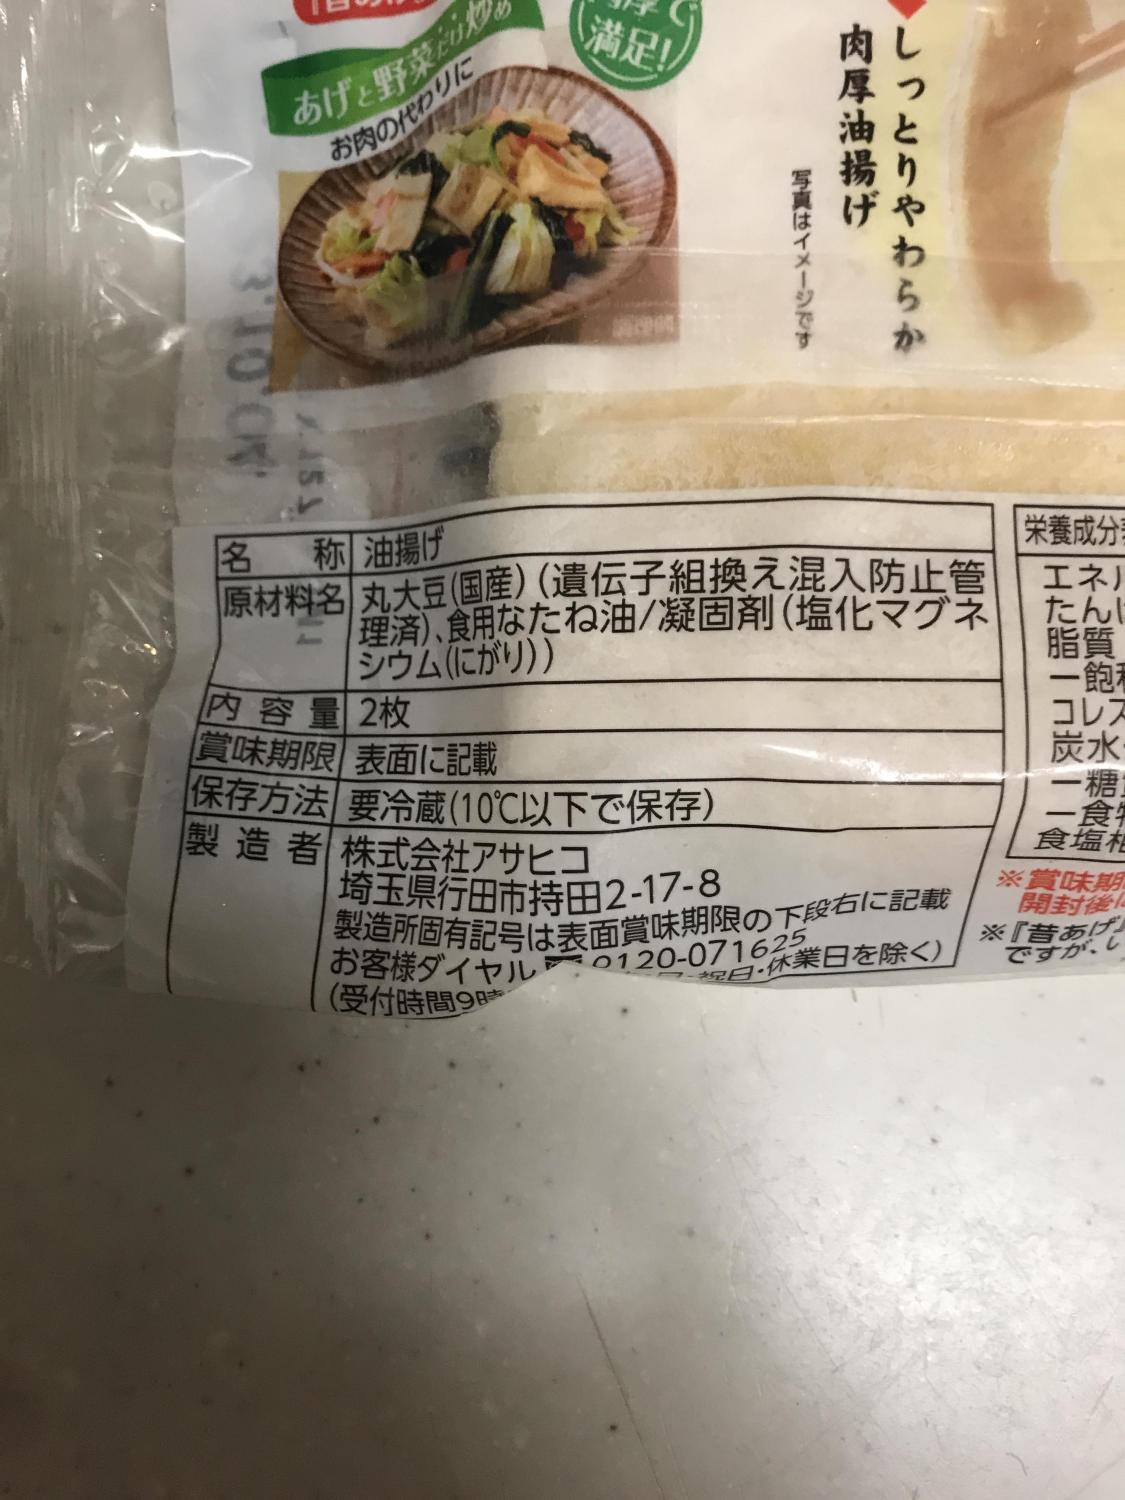 あげと野菜だけ炒め
お肉の代わりに
満足!
しっとりやわらか
肉厚油揚げ
写真はイメージです
名称 油揚げ
原材料名 丸大豆(国産)(遺伝子組換え混入防止管
理済)、食用なたね油/凝固剤(塩化マグネ
シウム(にがり))
内容量 2枚
賞味期限 表面に記載
保存方法 要冷蔵(10℃以下で保存)
製造者 株式会社アサヒコ
埼玉県行田市持田2-17-8
製造所固有記号は表面賞味期限の下段右に記載
お客様ダイヤル 0120-071625
(受付時間9時 日・祝日・休業日を除く)
栄養成分
エネル
たん
脂質
一飽
コレス
炭水
一糖
一食
食塩相
※賞味期
開封後
※『昔あげ』
ですが、い